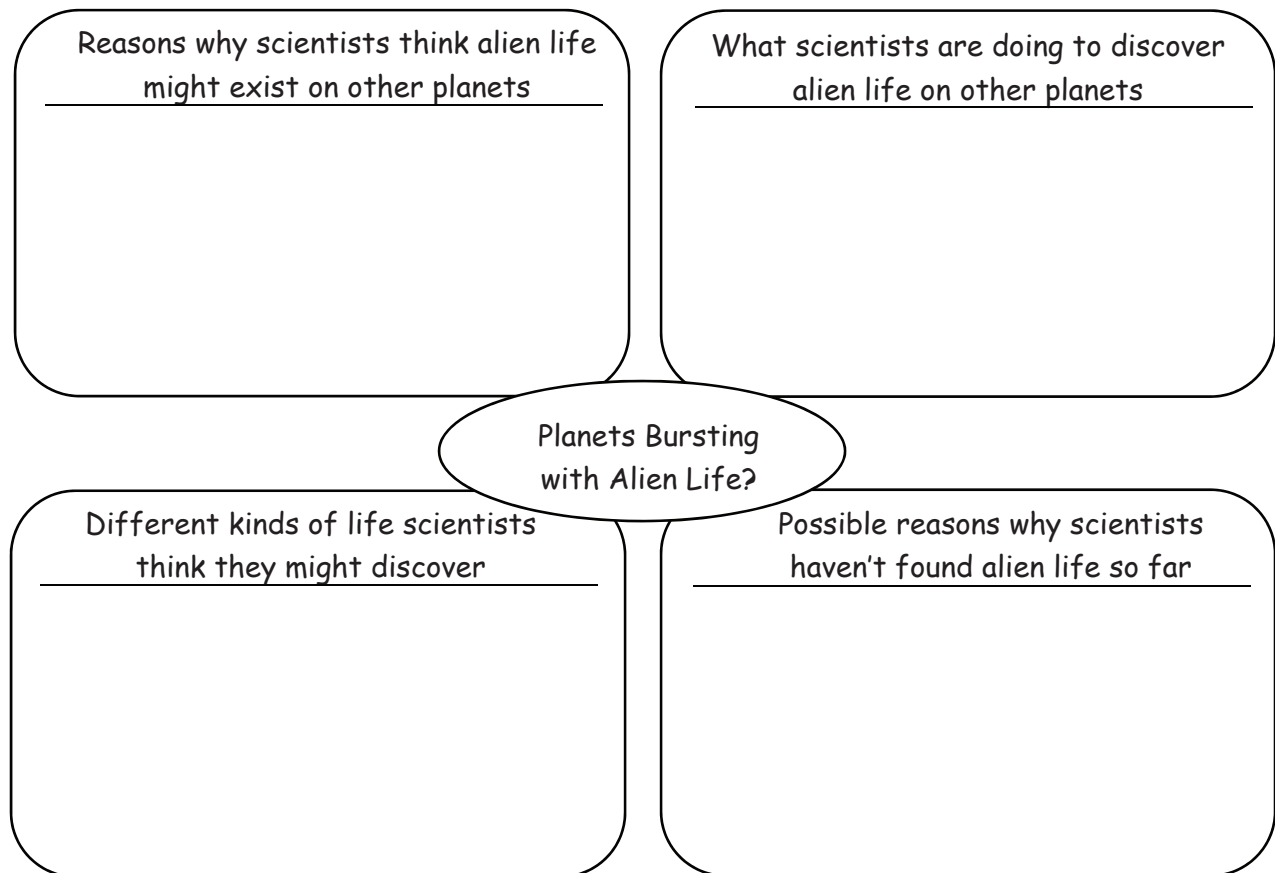 Reasons why scientists think alien life
might exist on other planets
What scientists are doing to discover
alien life on other planets
Planets Bursting
with Alien Life?
Different kinds of life scientists
think they might discover
Possible reasons why scientists
haven't found alien life so far